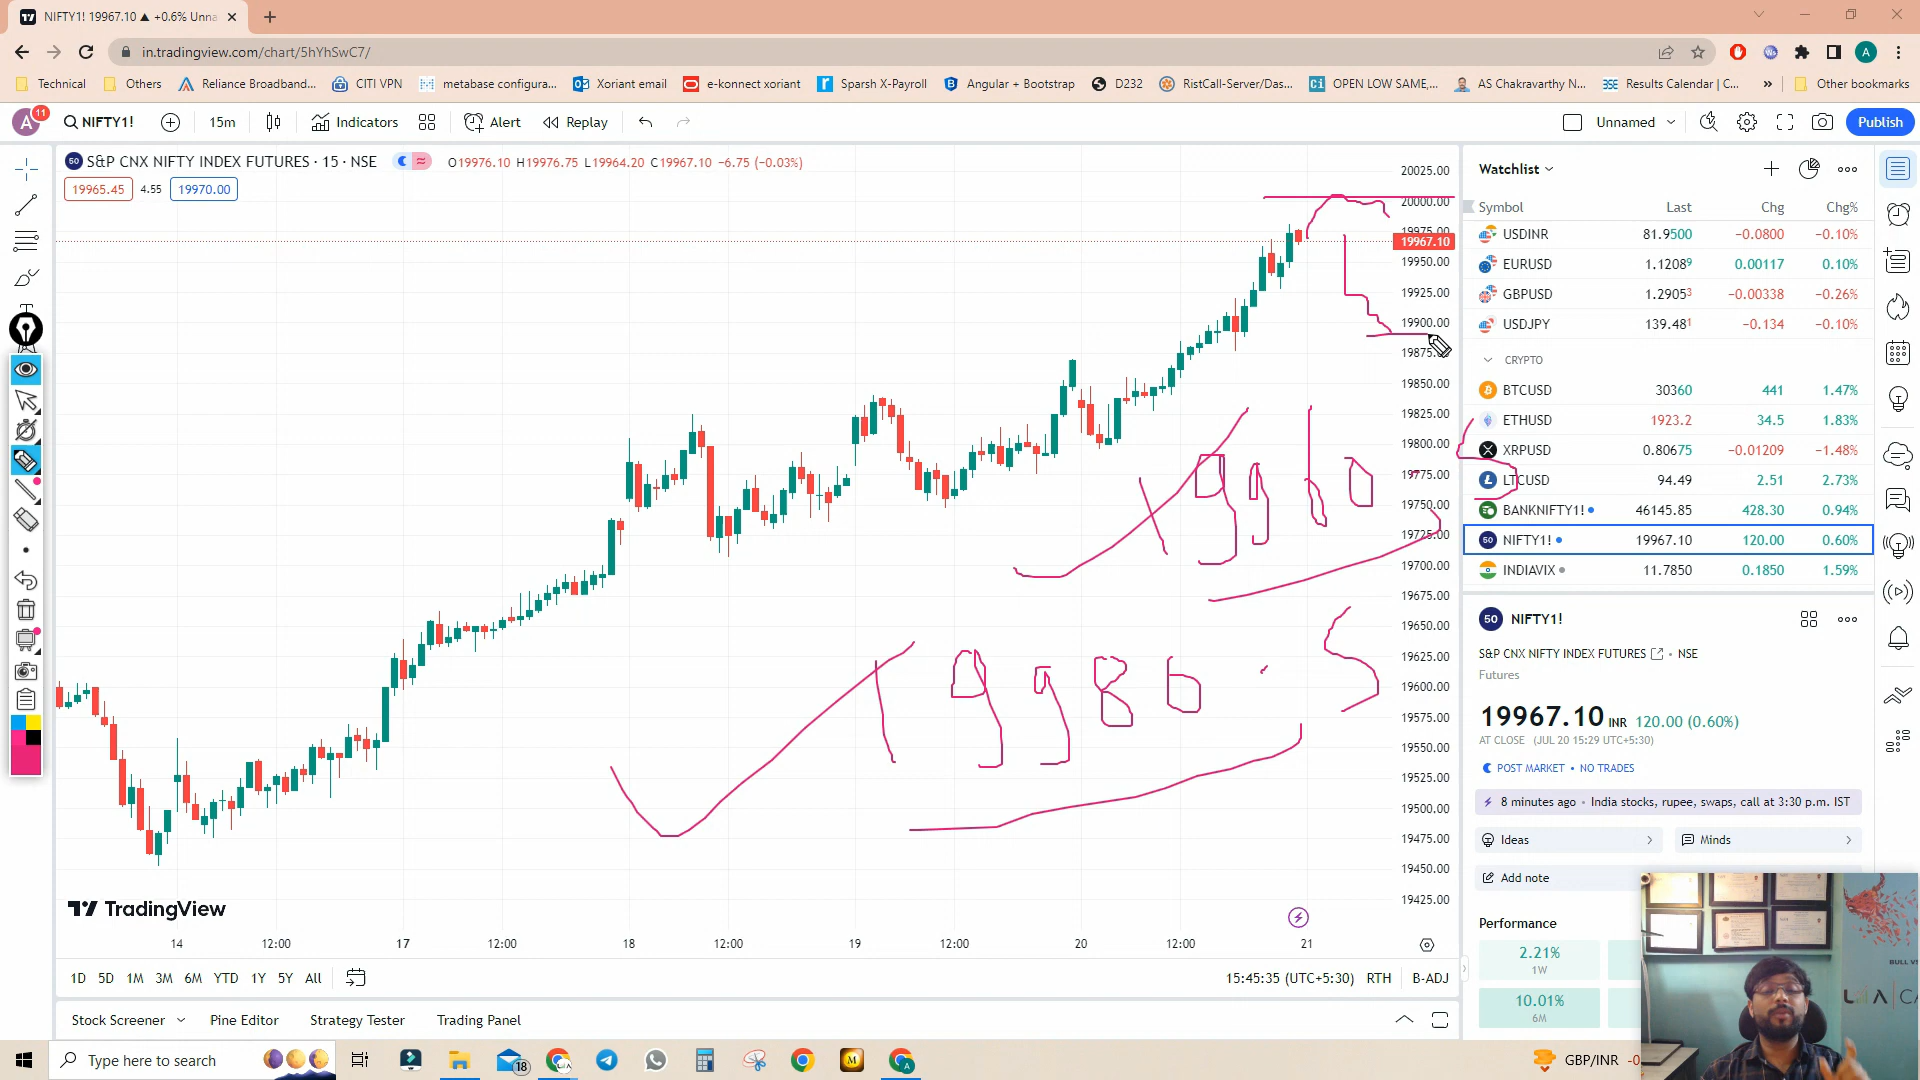 NIFTY1! 19967.10 ▲ +0.6% Unna
in.tradingview.com/chart/5hYhSwC7/
Technical Others Reliance Broadband... CITI VPN metabase configura... Xoriant email e-konnect xoriant Sparsh X-Payroll Angular + Bootstrap D232 RistCall-Server/Das... OPEN LOW SAME,... AS Chakravarthy N... Results Calendar | C... » Other bookmarks
A 11 NIFTY1! 15m Indicators Alert Replay Unnamed Publish
S&P CNX NIFTY INDEX FUTURES · 15 · NSE O19976.10 H19976.75 L19964.20 C19967.10 −6.75 (−0.03%)
19965.45 4.55 19970.00
20025.00
20000.00
19967.10
19950.00
19925.00
19900.00
19850.00
19825.00
19800.00
19775.00
19750.00
19725.00
19700.00
19675.00
19650.00
19625.00
19600.00
19575.00
19550.00
19525.00
19500.00
19475.00
19450.00
19425.00
19986.5
TradingView
14 12:00 17 12:00 18 12:00 19 12:00 20 12:00 21
1D 5D 1M 3M 6M YTD 1Y 5Y All 15:45:35 (UTC+5:30) RTH B-ADJ
Stock Screener Pine Editor Strategy Tester Trading Panel
Watchlist
Symbol Last Chg Chg%
USDINR 81.9500 −0.0800 −0.10%
EURUSD 1.12089 0.00117 0.10%
GBPUSD 1.29053 −0.00338 −0.26%
USDJPY 139.481 −0.134 −0.10%
CRYPTO
BTCUSD 30360 441 1.47%
ETHUSD 1923.2 34.5 1.83%
XRPUSD 0.80675 −0.01209 −1.48%
LTCUSD 94.49 2.51 2.73%
BANKNIFTY1! 46145.85 428.30 0.94%
NIFTY1! 19967.10 120.00 0.60%
INDIAVIX 11.7850 0.1850 1.59%
50 NIFTY1!
S&P CNX NIFTY INDEX FUTURES • NSE
Futures
19967.10 INR 120.00 (0.60%)
AT CLOSE (JUL 20 15:29 UTC+5:30)
POST MARKET • NO TRADES
8 minutes ago • India stocks, rupee, swaps, call at 3:30 p.m. IST
Ideas Minds
Add note
Performance
2.21%
1W
10.01%
6M
Type here to search
18
GBP/INR